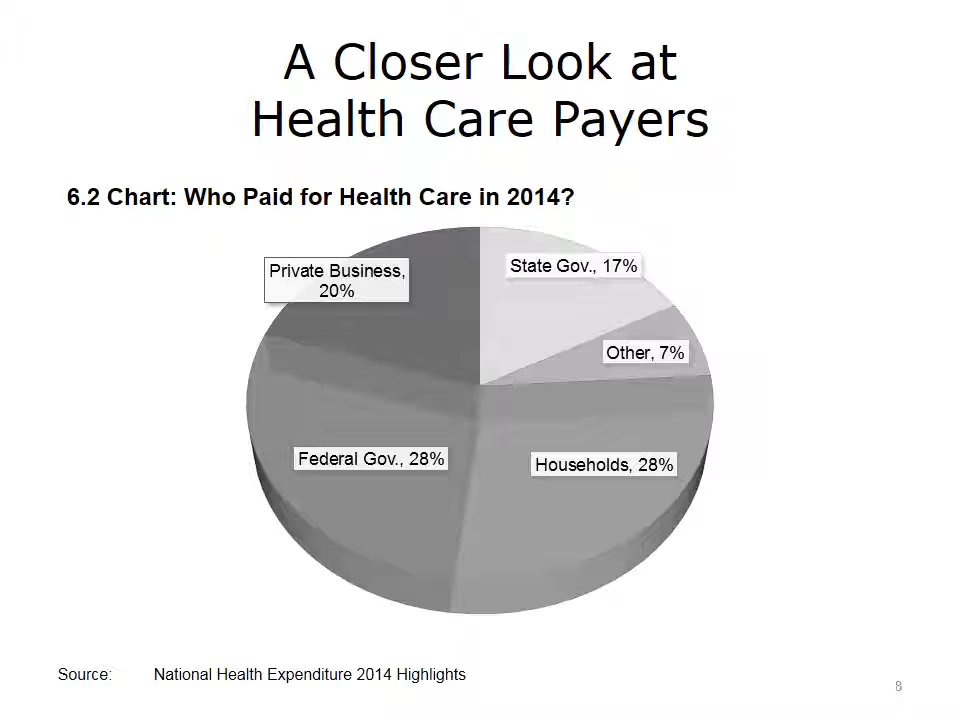 A Closer Look at
Health Care Payers
6.2 Chart: Who Paid for Health Care in 2014?
Private Business,
20%
State Gov., 17%
Other, 7%
Federal Gov., 28%
Households, 28%
Source: National Health Expenditure 2014 Highlights
8